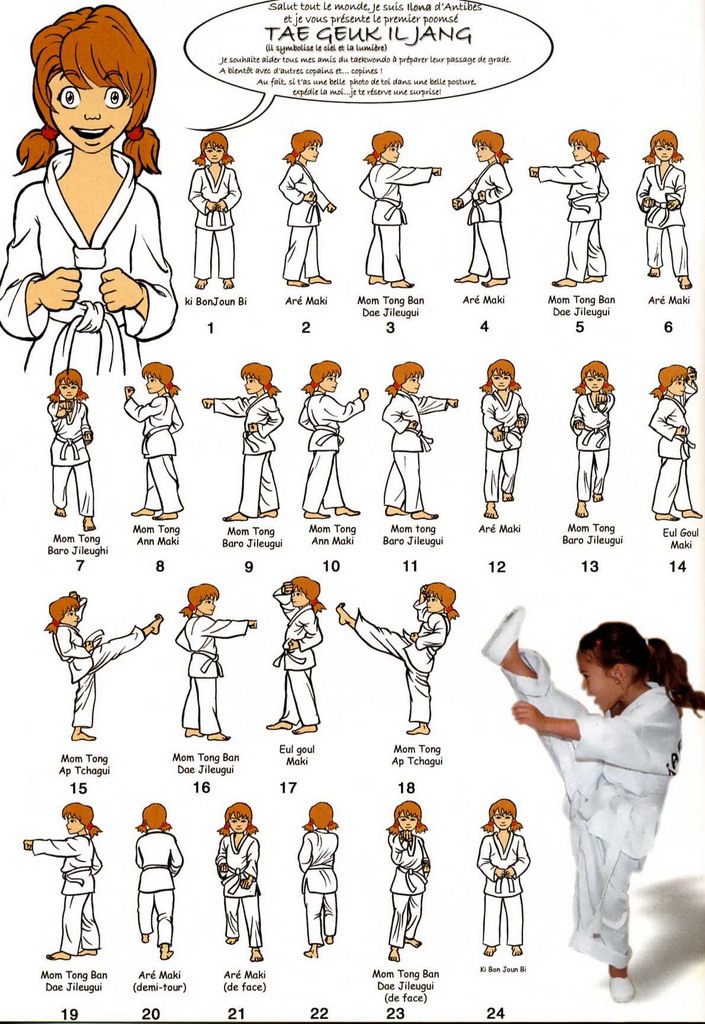 Salut tout le monde, je suis Ilona d'Antibes
et je vous présente le premier poomsé
TAE GEUK IL JANG
(il symbolise le ciel et la lumière)
Je souhaite aider tous mes amis du taekwondo à préparer leur passage de grade.
A bientôt avec d'autres copains et... copines !
Au fait, si t'as une belle photo de toi dans une belle posture,
expédie la moi...je te réserve une surprise!
ki BonJoun Bi
1
Aré Maki
2
Mom Tong Ban
Dae Jileugui
3
Aré Maki
4
Mom Tong Ban
Dae Jileugui
5
Aré Maki
6
Mom Tong
Baro Jileughi
7
Mom Tong
Ann Maki
8
Mom Tong
Baro Jileugui
9
Mom Tong
Ann Maki
10
Mom tong
Baro Jileugui
11
Aré Maki
12
Mom Tong
Baro Jileugui
13
Eul Goul
Maki
14
Mom Tong
Ap Tchagui
15
Mom Tong Ban
Dae Jileugui
16
Eul goul
Maki
17
Mom Tong
Ap Tchagui
18
Mom Tong Ban
Dae Jileugui
19
Aré Maki
(demi-tour)
20
Aré Maki
(de face)
21
22
Mom Tong Ban
Dae Jileugui
(de face)
23
Ki Bon Joun Bi
24